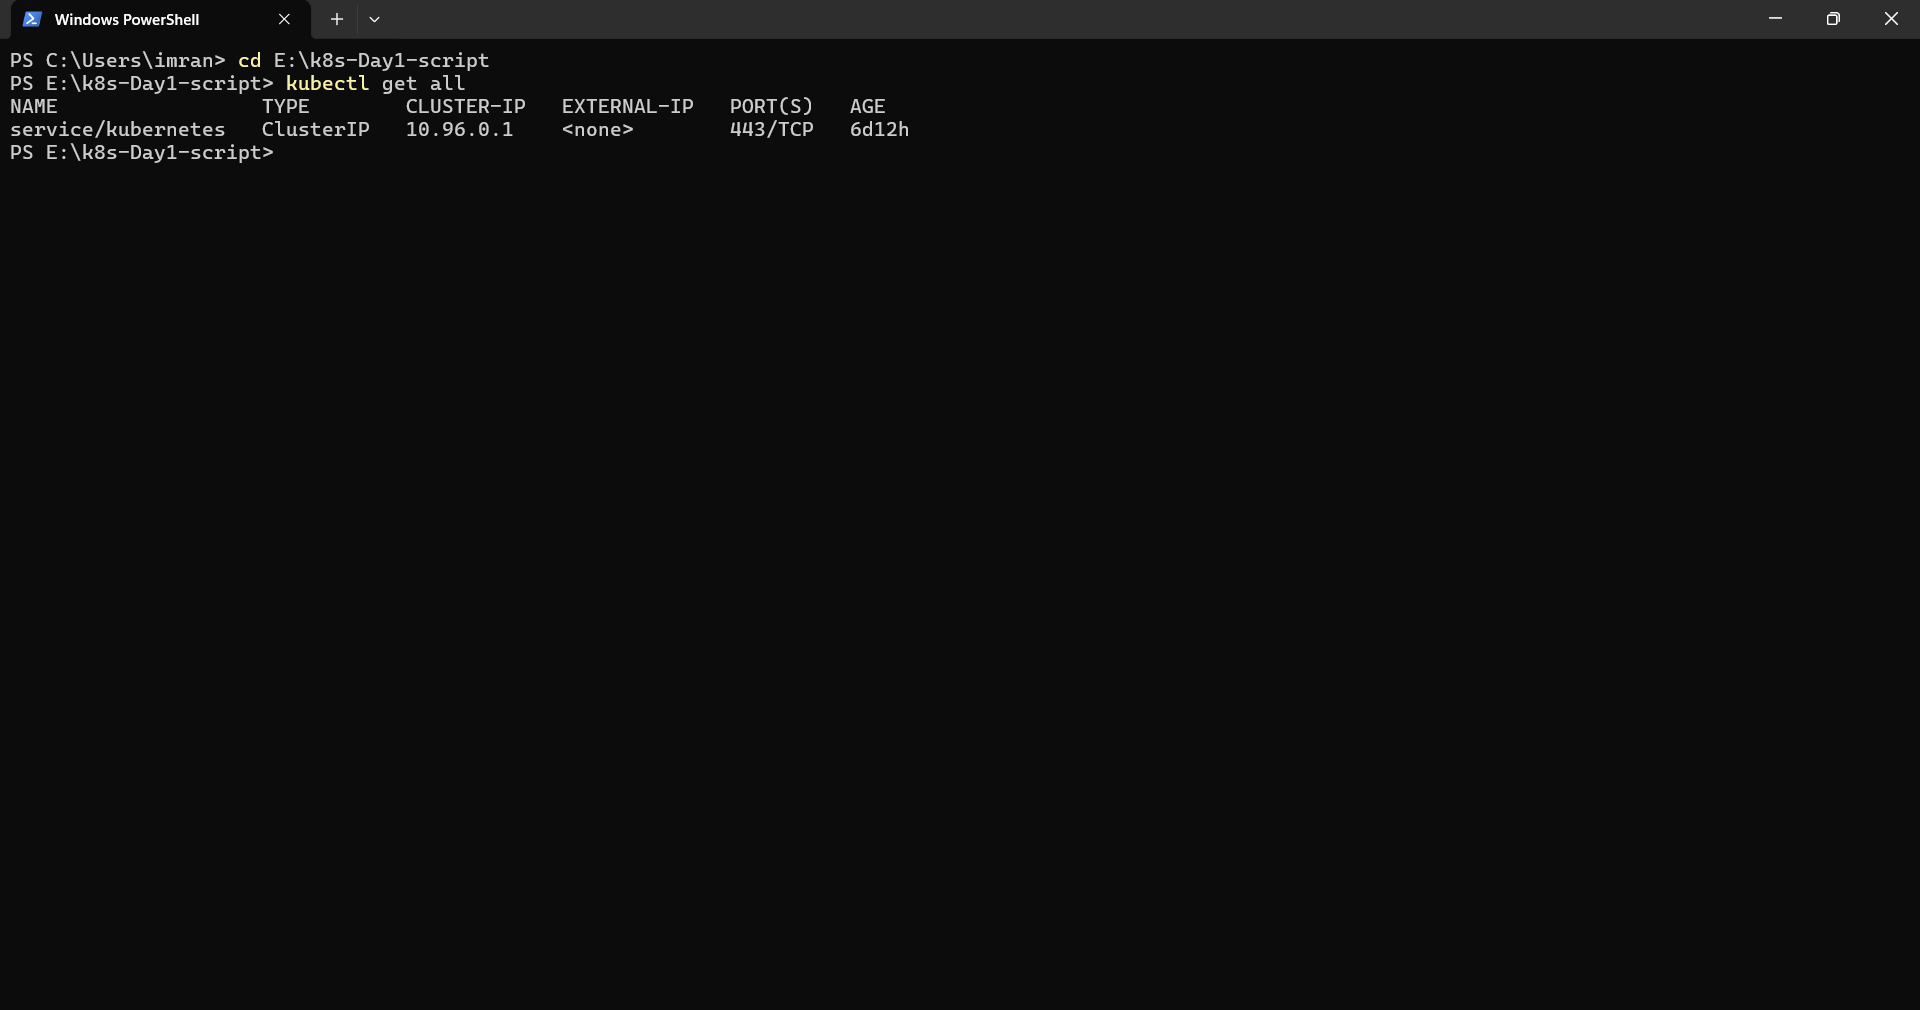 Windows PowerShell
PS C:\Users\imran> cd E:\k8s-Day1-script
PS E:\k8s-Day1-script> kubectl get all
NAME                 TYPE        CLUSTER-IP   EXTERNAL-IP   PORT(S)   AGE
service/kubernetes   ClusterIP   10.96.0.1    <none>        443/TCP   6d12h
PS E:\k8s-Day1-script>